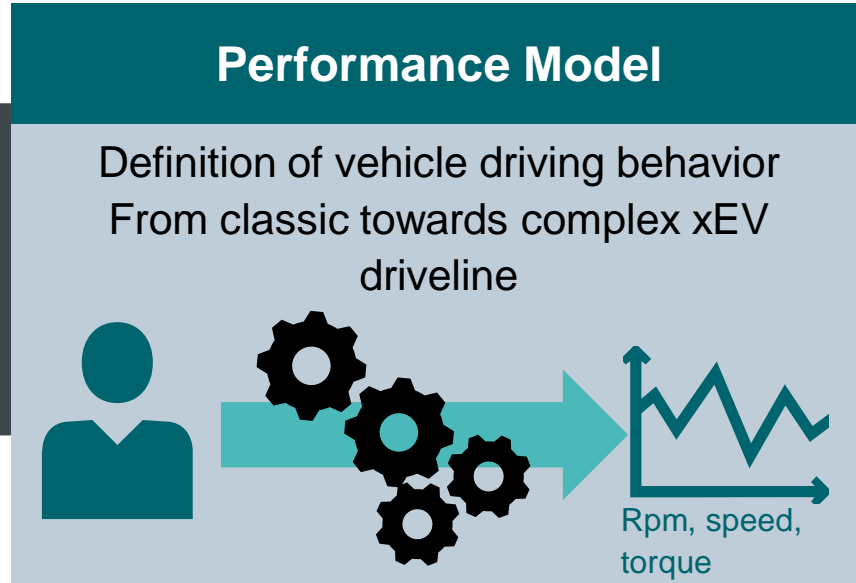 Performance Model
Definition of vehicle driving behavior
From classic towards complex xEV
driveline
Rpm, speed,
torque